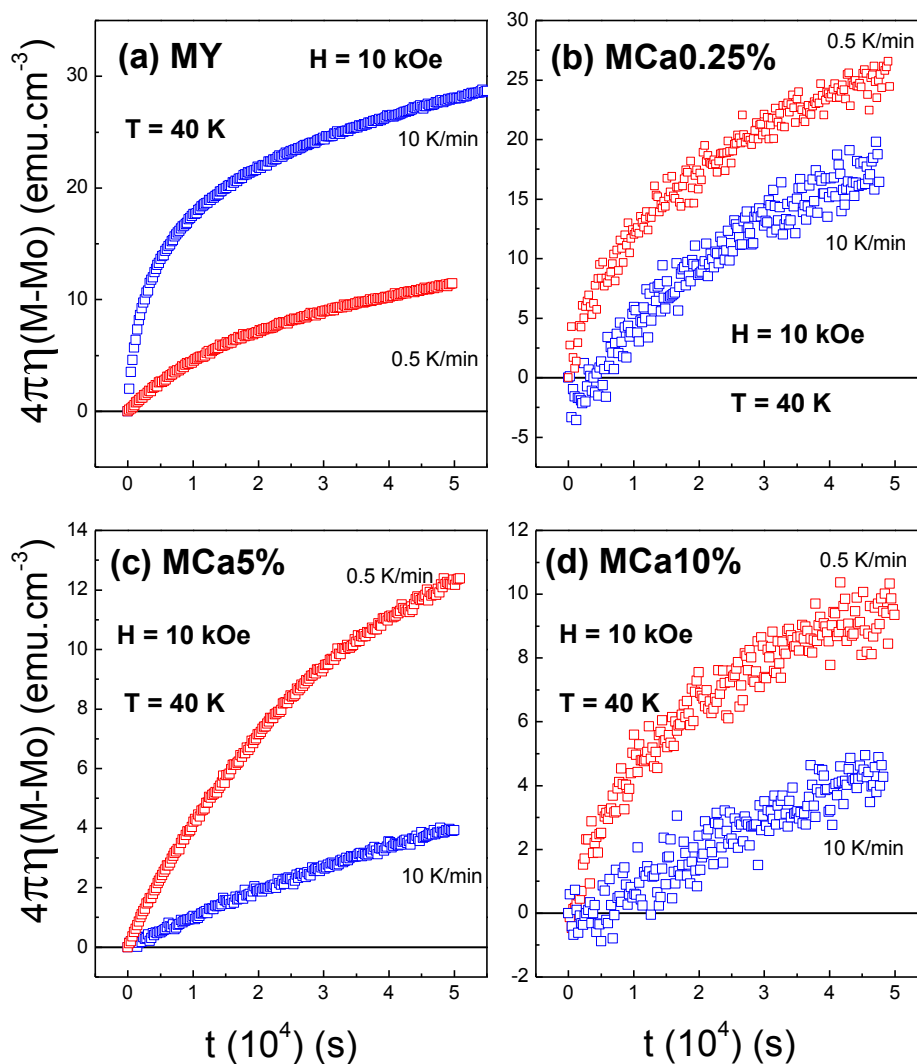 (a) MY
H = 10 kOe
T = 40 K
10 K/min
0.5 K/min
30
20
10
0
0 1 2 3 4 5
4πη(M-Mo) (emu.cm⁻³)
(b) MCa0.25%
0.5 K/min
10 K/min
H = 10 kOe
T = 40 K
30
25
20
15
10
5
0
-5
0 1 2 3 4 5
(c) MCa5%
0.5 K/min
H = 10 kOe
T = 40 K
10 K/min
14
12
10
8
6
4
2
0
0 1 2 3 4 5
4πη(M-Mo) (emu.cm⁻³)
t (10⁴) (s)
(d) MCa10%
0.5 K/min
H = 10 kOe
T = 40 K
10 K/min
12
10
8
6
4
2
0
-2
0 1 2 3 4 5
t (10⁴) (s)